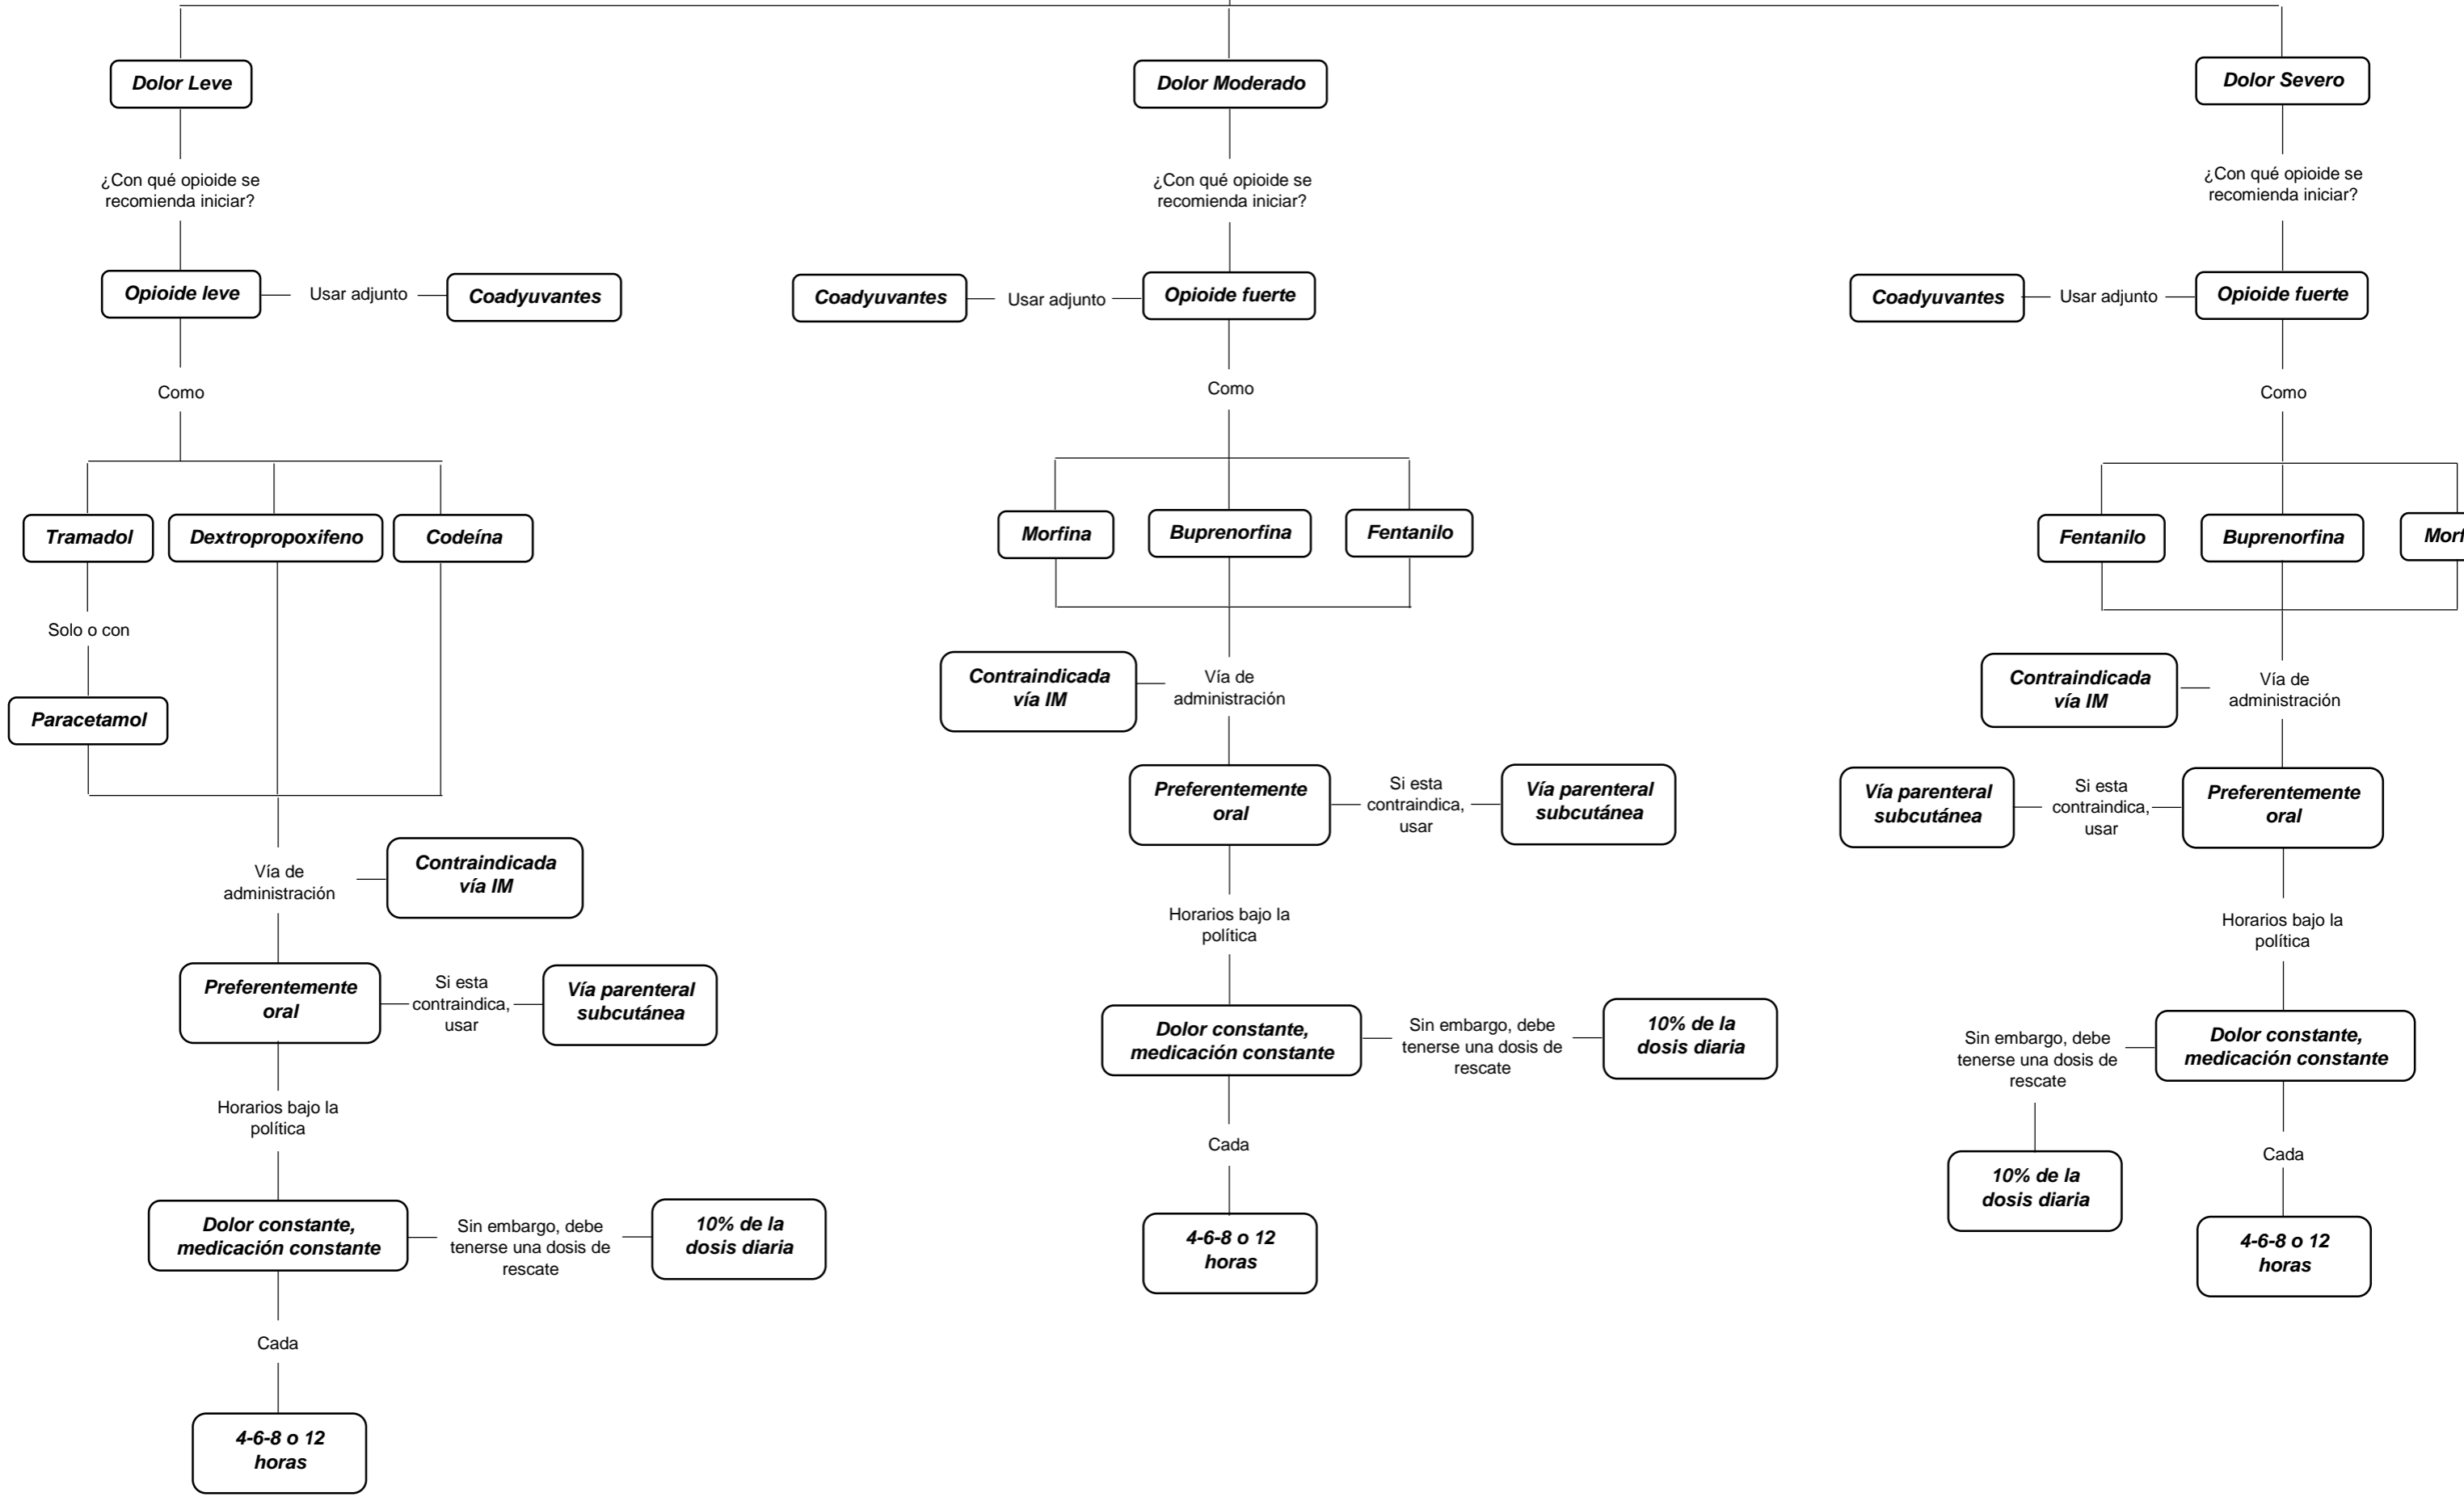 Dolor Leve
¿Con qué opioide se
recomienda iniciar?
Opioide leve
Usar adjunto
Coadyuvantes
Como
Tramadol
Dextropropoxifeno
Codeína
Solo o con
Paracetamol
Vía de
administración
Contraindicada
vía IM
Preferentemente
oral
Si esta
contraindica,
usar
Vía parenteral
subcutánea
Horarios bajo la
política
Dolor constante,
medicación constante
Sin embargo, debe
tenerse una dosis de
rescate
10% de la
dosis diaria
Cada
4-6-8 o 12
horas
Dolor Moderado
¿Con qué opioide se
recomienda iniciar?
Coadyuvantes
Usar adjunto
Opioide fuerte
Como
Morfina
Buprenorfina
Fentanilo
Contraindicada
vía IM
Vía de
administración
Preferentemente
oral
Si esta
contraindica,
usar
Vía parenteral
subcutánea
Horarios bajo la
política
Dolor constante,
medicación constante
Sin embargo, debe
tenerse una dosis de
rescate
10% de la
dosis diaria
Cada
4-6-8 o 12
horas
Dolor Severo
¿Con qué opioide se
recomienda iniciar?
Coadyuvantes
Usar adjunto
Opioide fuerte
Como
Fentanilo
Buprenorfina
Contraindicada
vía IM
Vía de
administración
Vía parenteral
subcutánea
Si esta
contraindica,
usar
Preferentemente
oral
Horarios bajo la
política
Sin embargo, debe
tenerse una dosis de
rescate
Dolor constante,
medicación constante
10% de la
dosis diaria
Cada
4-6-8 o 12
horas